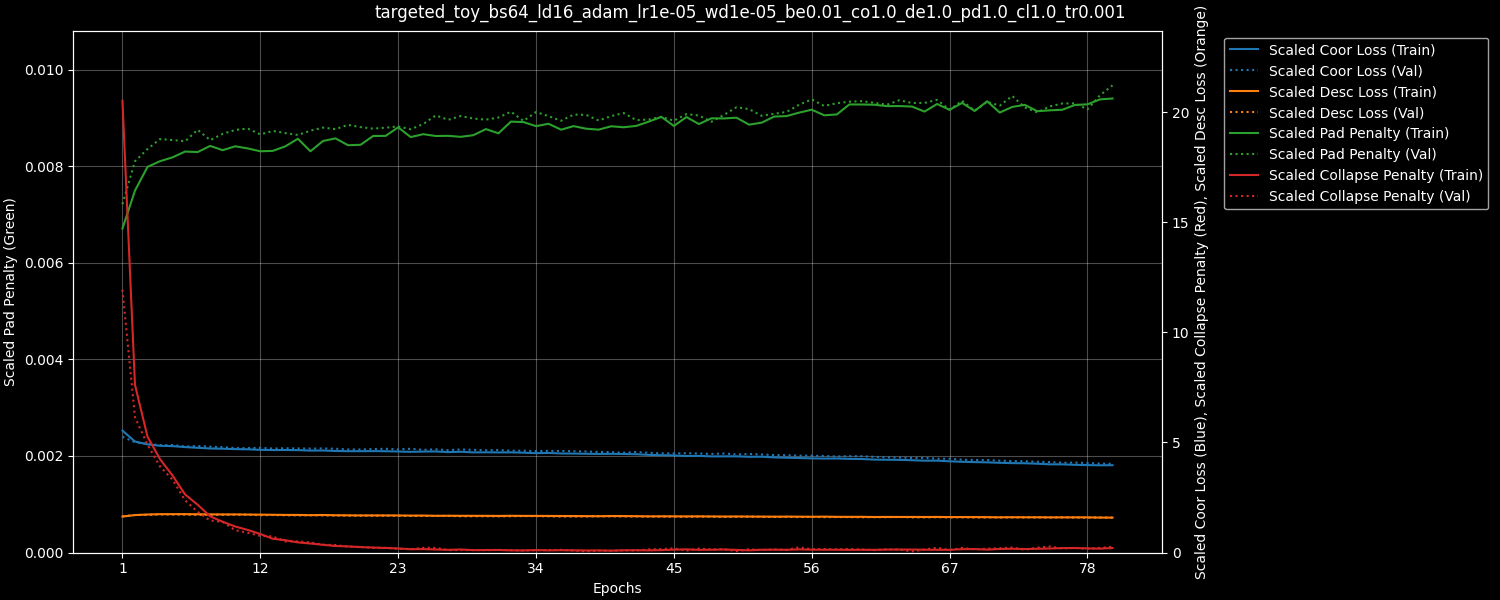 targeted_toy_bs64_ld16_adam_lr1e-05_wd1e-05_be0.01_co1.0_de1.0_pd1.0_cl1.0_tr0.001
Scaled Pad Penalty (Green)
0.010
0.008
0.006
0.004
0.002
0.000
1
12
23
34
45
56
67
78
Epochs
20
15
10
5
0
Scaled Coor Loss (Blue), Scaled Collapse Penalty (Red), Scaled Desc Loss (Orange)
Scaled Coor Loss (Train)
Scaled Coor Loss (Val)
Scaled Desc Loss (Train)
Scaled Desc Loss (Val)
Scaled Pad Penalty (Train)
Scaled Pad Penalty (Val)
Scaled Collapse Penalty (Train)
Scaled Collapse Penalty (Val)